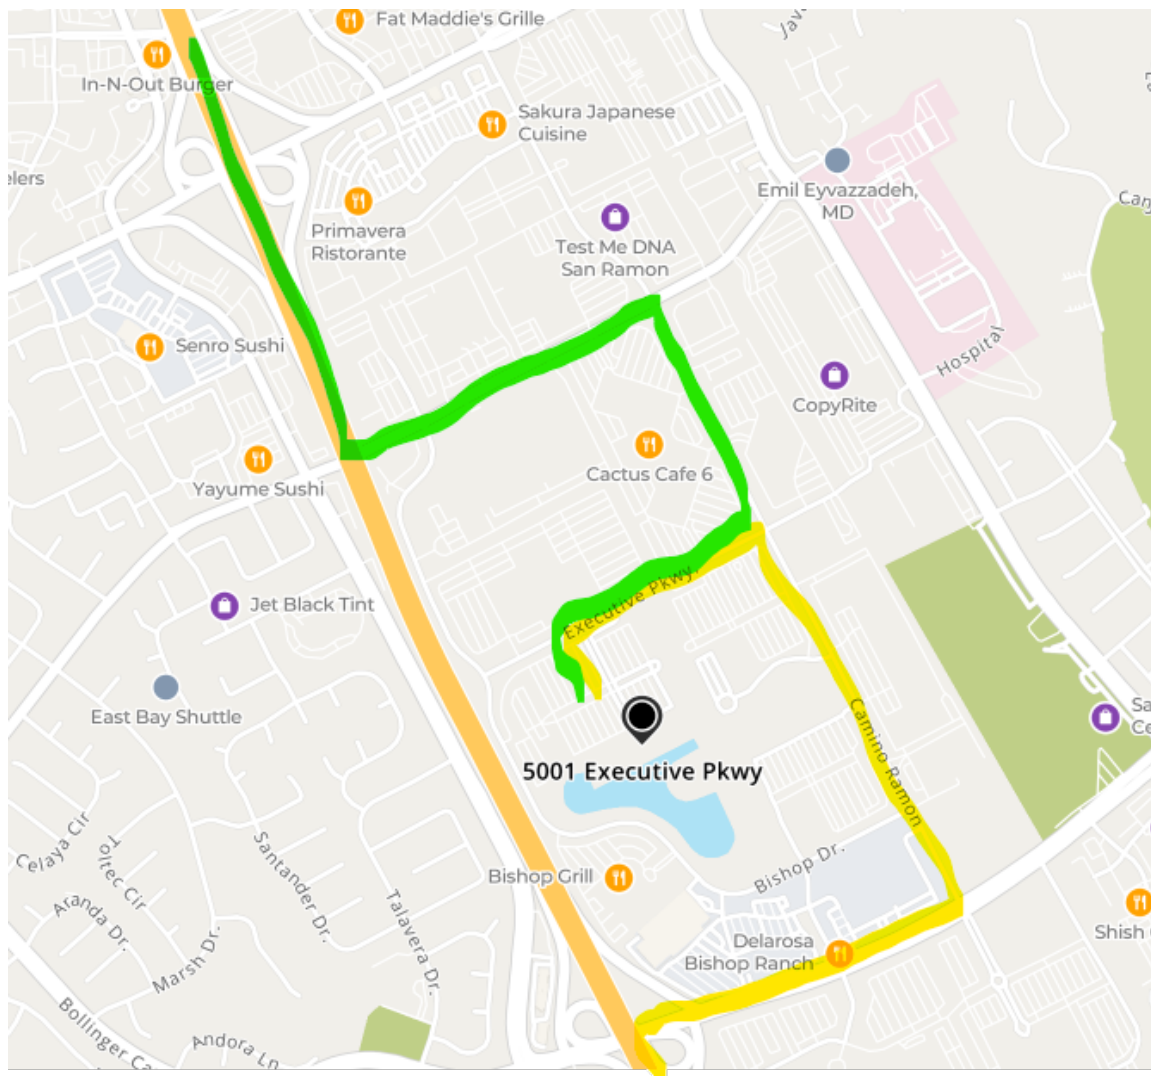 Fat Maddie's Grille
In-N-Out Burger
Sakura Japanese
Cuisine
elers
Emil Eyvazzadeh,
MD
Primavera
Ristorante
Test Me DNA
San Ramon
Senro Sushi
Hospital
CopyRite
Cactus Cafe 6
Yayume Sushi
Executive Pkwy.
Jet Black Tint
East Bay Shuttle
Camino Ramon
Sa
Ce
5001 Executive Pkwy
Celaya Cir
Toltec Cir
Santander Dr.
Bishop Dr.
Bishop Grill
Aranda Dr.
Talavera Dr.
Marsh Dr.
Delarosa
Bishop Ranch
Shish
Bollinger Ca
Andora Ln